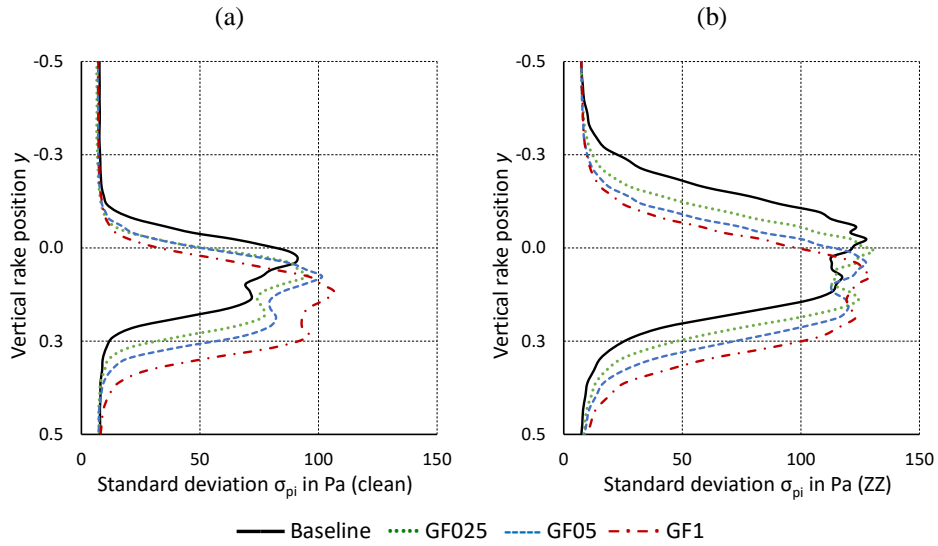 (a)
(b)
-0.5
-0.3
0.0
0.3
0.5
Vertical rake position y
0
50
100
150
Standard deviation σpi in Pa (clean)
-0.5
-0.3
0.0
0.3
0.5
Vertical rake position y
0
50
100
150
Standard deviation σpi in Pa (ZZ)
Baseline GF025 GF05 GF1